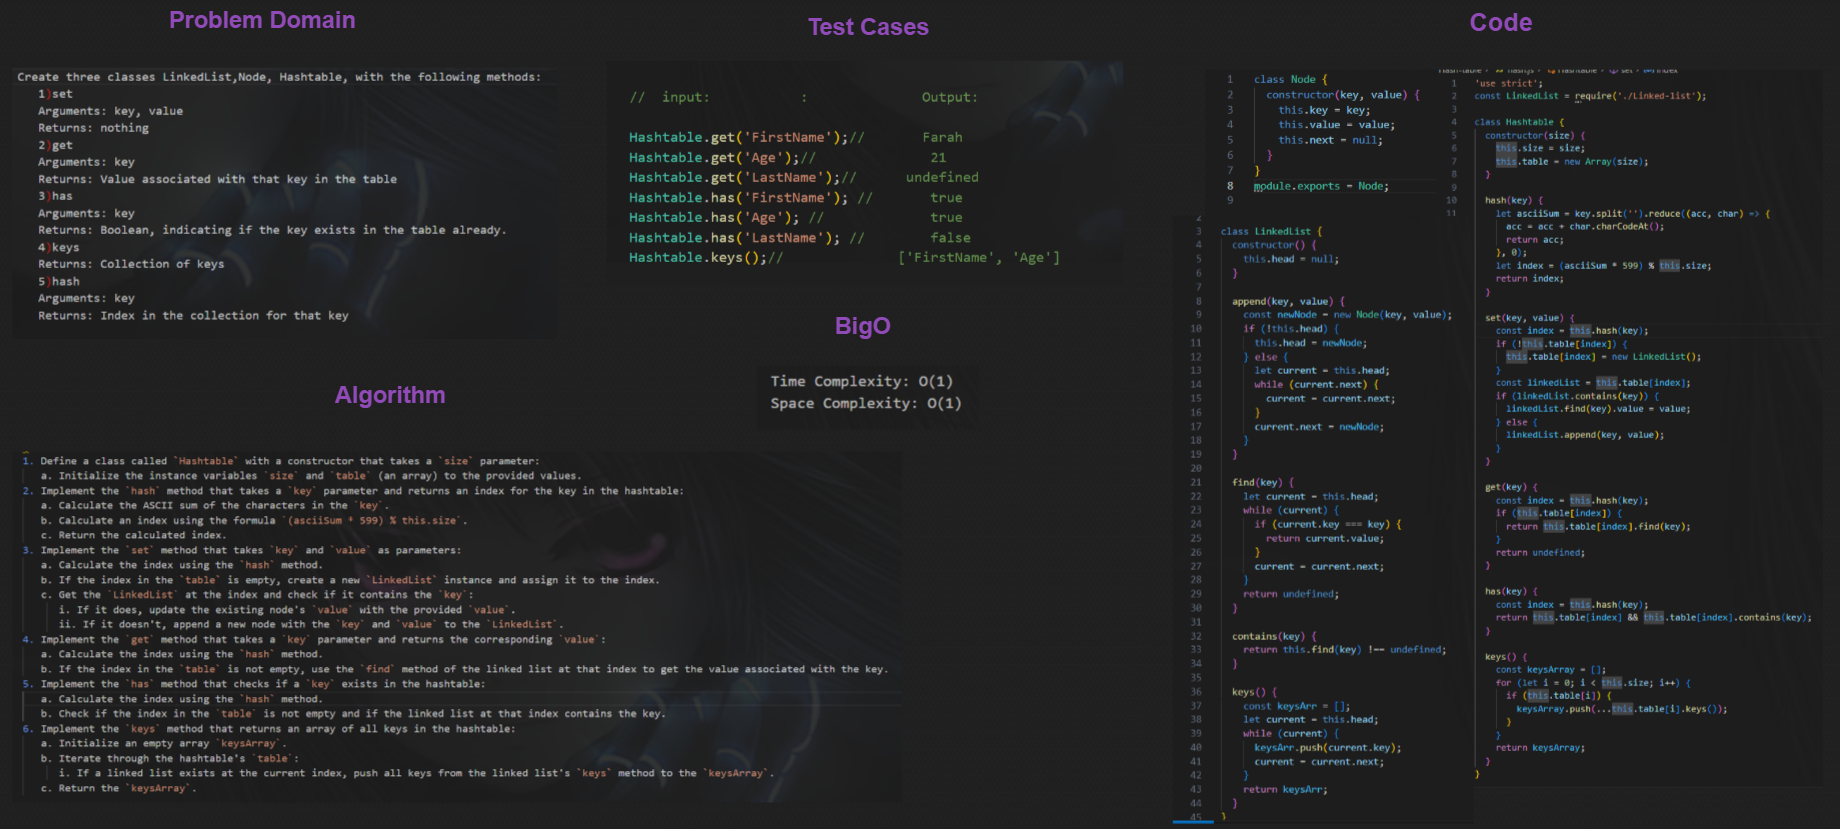 Problem Domain
Create three classes LinkedList,Node, Hashtable, with the following methods:
1)set
Arguments: key, value
Returns: nothing
2)get
Arguments: key
Returns: Value associated with that key in the table
3)has
Arguments: key
Returns: Boolean, indicating if the key exists in the table already.
4)keys
Returns: Collection of keys
5)hash
Arguments: key
Returns: Index in the collection for that key
Algorithm
1. Define a class called `Hashtable` with a constructor that takes a `size` parameter:
a. Initialize the instance variables `size` and `table` (an array) to the provided values.
2. Implement the `hash` method that takes a `key` parameter and returns an index for the key in the hashtable:
a. Calculate the ASCII sum of the characters in the `key`.
b. Calculate an index using the formula `(asciiSum * 599) % this.size`.
c. Return the calculated index.
3. Implement the `set` method that takes `key` and `value` as parameters:
a. Calculate the index using the `hash` method.
b. If the index in the `table` is empty, create a new `LinkedList` instance and assign it to the index.
c. Get the `LinkedList` at the index and check if it contains the `key`:
i. If it does, update the existing node's `value` with the provided `value`.
ii. If it doesn't, append a new node with the `key` and `value` to the `LinkedList`.
4. Implement the `get` method that takes a `key` parameter and returns the corresponding `value`:
a. Calculate the index using the `hash` method.
b. If the index in the `table` is not empty, use the `find` method of the linked list at that index to get the value associated with the key.
5. Implement the `has` method that checks if a `key` exists in the hashtable:
a. Calculate the index using the `hash` method.
b. Check if the index in the `table` is not empty and if the linked list at that index contains the key.
6. Implement the `keys` method that returns an array of all keys in the hashtable:
a. Initialize an empty array `keysArray`.
b. Iterate through the hashtable's `table`:
i. If a linked list exists at the current index, push all keys from the linked list's `keys` method to the `keysArray`.
c. Return the `keysArray`.
Test Cases
// input: : Output:
Hashtable.get('FirstName');// Farah
Hashtable.get('Age');// 21
Hashtable.get('LastName');// undefined
Hashtable.has('FirstName'); // true
Hashtable.has('Age'); // true
Hashtable.has('LastName'); // false
Hashtable.keys();// ['FirstName', 'Age']
BigO
Time Complexity: O(1)
Space Complexity: O(1)
Code
1 class Node {
2 constructor(key, value) {
3 this.key = key;
4 this.value = value;
5 this.next = null;
6 }
7 }
8 module.exports = Node;
9
2
3 class LinkedList {
4 constructor() {
5 this.head = null;
6 }
7
8 append(key, value) {
9 const newNode = new Node(key, value);
10 if (!this.head) {
11 this.head = newNode;
12 } else {
13 let current = this.head;
14 while (current.next) {
15 current = current.next;
16 }
17 current.next = newNode;
18 }
19 }
20
21 find(key) {
22 let current = this.head;
23 while (current) {
24 if (current.key === key) {
25 return current.value;
26 }
27 current = current.next;
28 }
29 return undefined;
30 }
31
32 contains(key) {
33 return this.find(key) !== undefined;
34 }
35
36 keys() {
37 const keysArr = [];
38 let current = this.head;
39 while (current) {
40 keysArr.push(current.key);
41 current = current.next;
42 }
43 return keysArr;
44 }
45 }
1 'use strict';
2 const LinkedList = require('./Linked-list');
3
4 class Hashtable {
5 constructor(size) {
6 this.size = size;
7 this.table = new Array(size);
8 }
9
10 hash(key) {
11 let asciiSum = key.split('').reduce((acc, char) => {
acc = acc + char.charCodeAt();
return acc;
}, 0);
let index = (asciiSum * 599) % this.size;
return index;
}
set(key, value) {
const index = this.hash(key);
if (!this.table[index]) {
this.table[index] = new LinkedList();
}
const linkedList = this.table[index];
if (linkedList.contains(key)) {
linkedList.find(key).value = value;
} else {
linkedList.append(key, value);
}
}
get(key) {
const index = this.hash(key);
if (this.table[index]) {
return this.table[index].find(key);
}
return undefined;
}
has(key) {
const index = this.hash(key);
return this.table[index] && this.table[index].contains(key);
}
keys() {
const keysArray = [];
for (let i = 0; i < this.size; i++) {
if (this.table[i]) {
keysArray.push(...this.table[i].keys());
}
}
return keysArray;
}
}